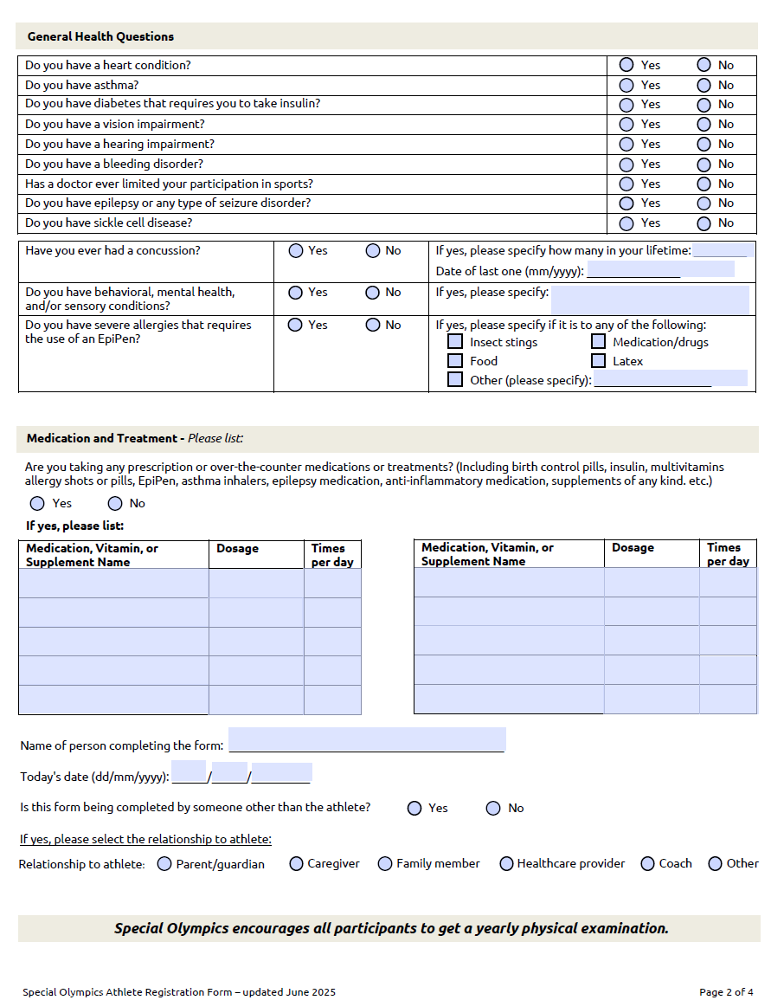 General Health Questions
Do you have a heart condition? Yes No
Do you have asthma? Yes No
Do you have diabetes that requires you to take insulin? Yes No
Do you have a vision impairment? Yes No
Do you have a hearing impairment? Yes No
Do you have a bleeding disorder? Yes No
Has a doctor ever limited your participation in sports? Yes No
Do you have epilepsy or any type of seizure disorder? Yes No
Do you have sickle cell disease? Yes No
Have you ever had a concussion? Yes No If yes, please specify how many in your lifetime:
Date of last one (mm/yyyy):
Do you have behavioral, mental health, Yes No If yes, please specify:
and/or sensory conditions?
Do you have severe allergies that requires Yes No If yes, please specify if it is to any of the following:
the use of an EpiPen?
Insect stings Medication/drugs
Food Latex
Other (please specify):
Medication and Treatment - Please list:
Are you taking any prescription or over-the-counter medications or treatments? (Including birth control pills, insulin, multivitamins
allergy shots or pills, EpiPen, asthma inhalers, epilepsy medication, anti-inflammatory medication, supplements of any kind. etc.)
Yes No
If yes, please list:
Medication, Vitamin, or Dosage Times Medication, Vitamin, or Dosage Times
Supplement Name per day Supplement Name per day
Name of person completing the form:
Today's date (dd/mm/yyyy): / /
Is this form being completed by someone other than the athlete? Yes No
If yes, please select the relationship to athlete:
Relationship to athlete: Parent/guardian Caregiver Family member Healthcare provider Coach Other
Special Olympics encourages all participants to get a yearly physical examination.
Special Olympics Athlete Registration Form – updated June 2025 Page 2 of 4